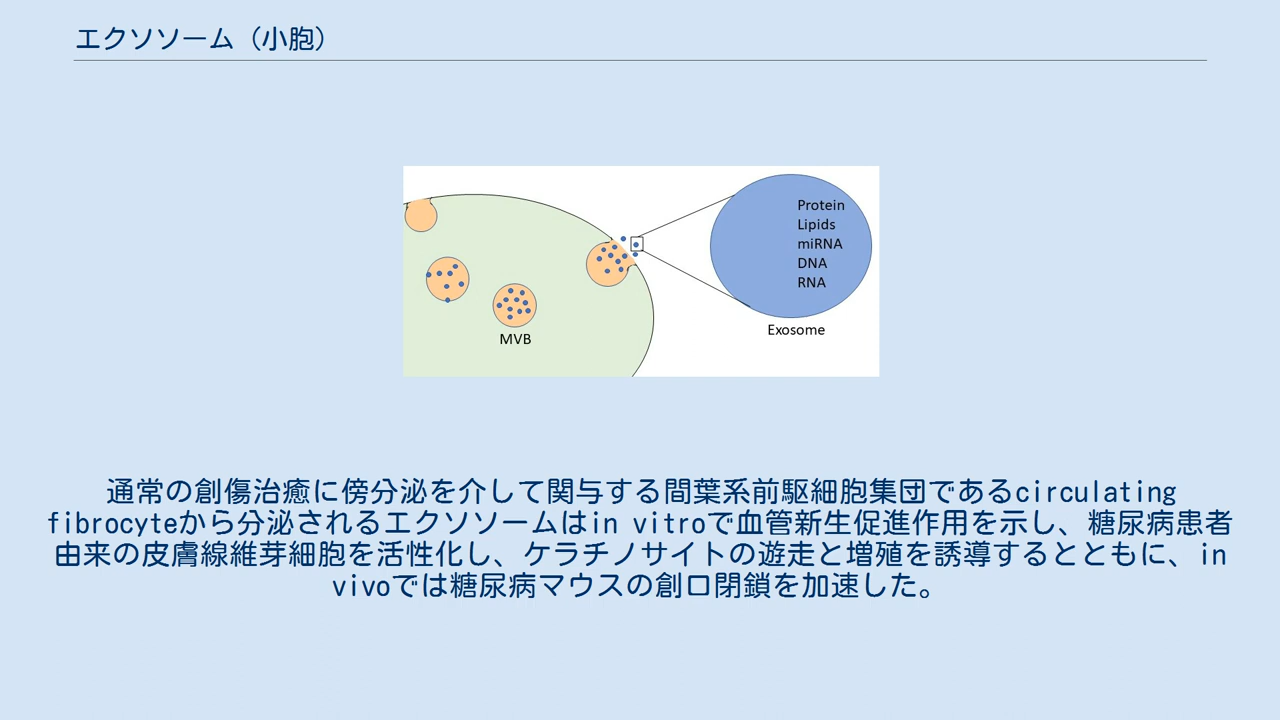 エクソソーム（小胞）
Protein
Lipids
miRNA
DNA
RNA
Exosome
MVB
通常の創傷治癒に傍分泌を介して関与する間葉系前駆細胞集団であるcirculating
fibrocyteから分泌されるエクソソームはin vitroで血管新生促進作用を示し、糖尿病患者
由来の皮膚線維芽細胞を活性化し、ケラチノサイトの遊走と増殖を誘導するとともに、in
vivoでは糖尿病マウスの創口閉鎖を加速した。